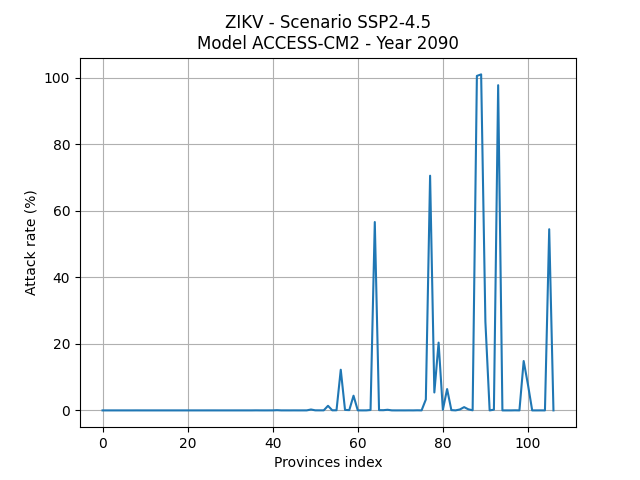 ZIKV - Scenario SSP2-4.5
Model ACCESS-CM2 - Year 2090
100
80
60
40
20
0
Attack rate (%)
0 20 40 60 80 100
Provinces index